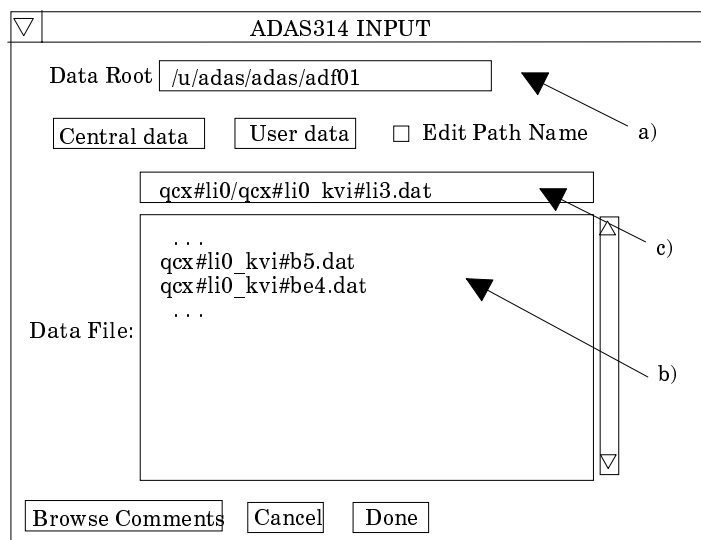 ADAS314 INPUT
Data Root /u/adas/adas/adf01
a)
Central data User data Edit Path Name
qcx#li0/qcx#li0_kvi#li3.dat
c)
. . .
qcx#li0_kvi#b5.dat
qcx#li0_kvi#be4.dat
. . .
Data File:
b)
Browse Comments Cancel Done